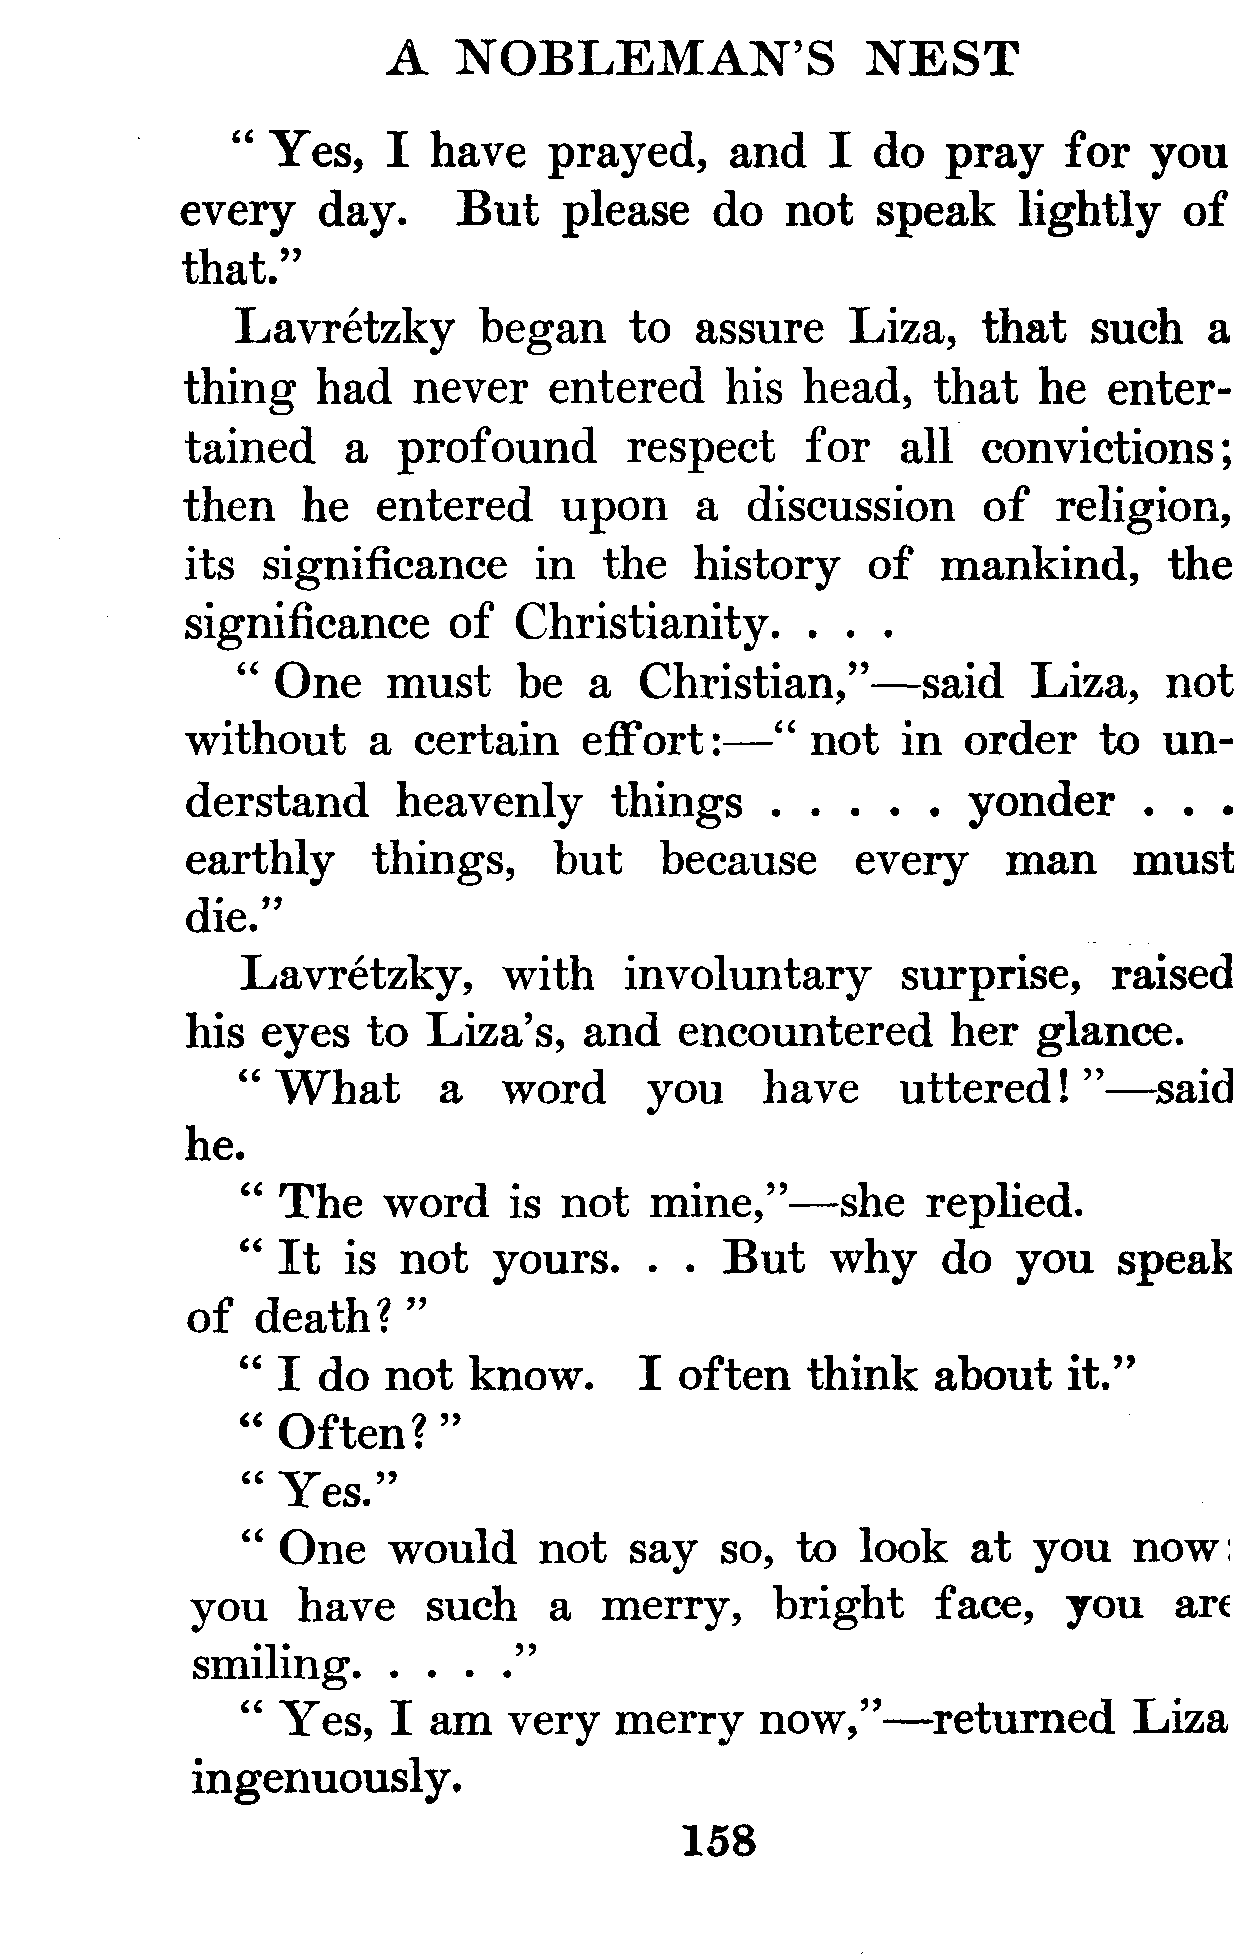 A NOBLEMAN'S NEST
“ Yes, I have prayed, and I do pray for you
every day. But please do not speak lightly of
that.”
Lavrétzky began to assure Liza, that such a
thing had never entered his head, that he enter-
tained a profound respect for all convictions;
then he entered upon a discussion of religion,
its significance in the history of mankind, the
significance of Christianity. . . .
“ One must be a Christian,”—said Liza, not
without a certain effort:—“ not in order to un-
derstand heavenly things . . . . . yonder . . .
earthly things, but because every man must
die.”
Lavrétzky, with involuntary surprise, raised
his eyes to Liza's, and encountered her glance.
“ What a word you have uttered! ”—said
he.
“ The word is not mine,”—she replied.
“ It is not yours. . . But why do you speak
of death? ”
“ I do not know. I often think about it.”
“ Often? ”
“ Yes.”
“ One would not say so, to look at you now:
you have such a merry, bright face, you are
smiling. . . . .”
“ Yes, I am very merry now,”—returned Liza
ingenuously.
158